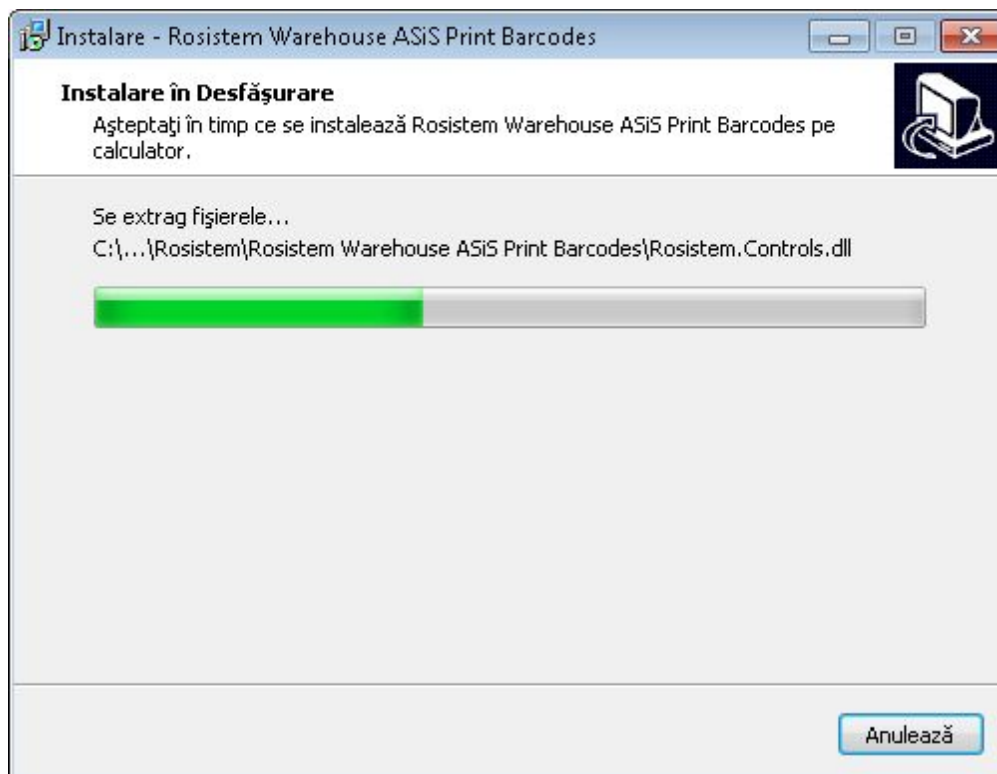 Instalare - Rosistem Warehouse ASiS Print Barcodes
Instalare în Desfăşurare
Aşteptaţi în timp ce se instalează Rosistem Warehouse ASiS Print Barcodes pe
calculator.
Se extrag fişierele...
C:\...\Rosistem\Rosistem Warehouse ASiS Print Barcodes\Rosistem.Controls.dll
Anulează